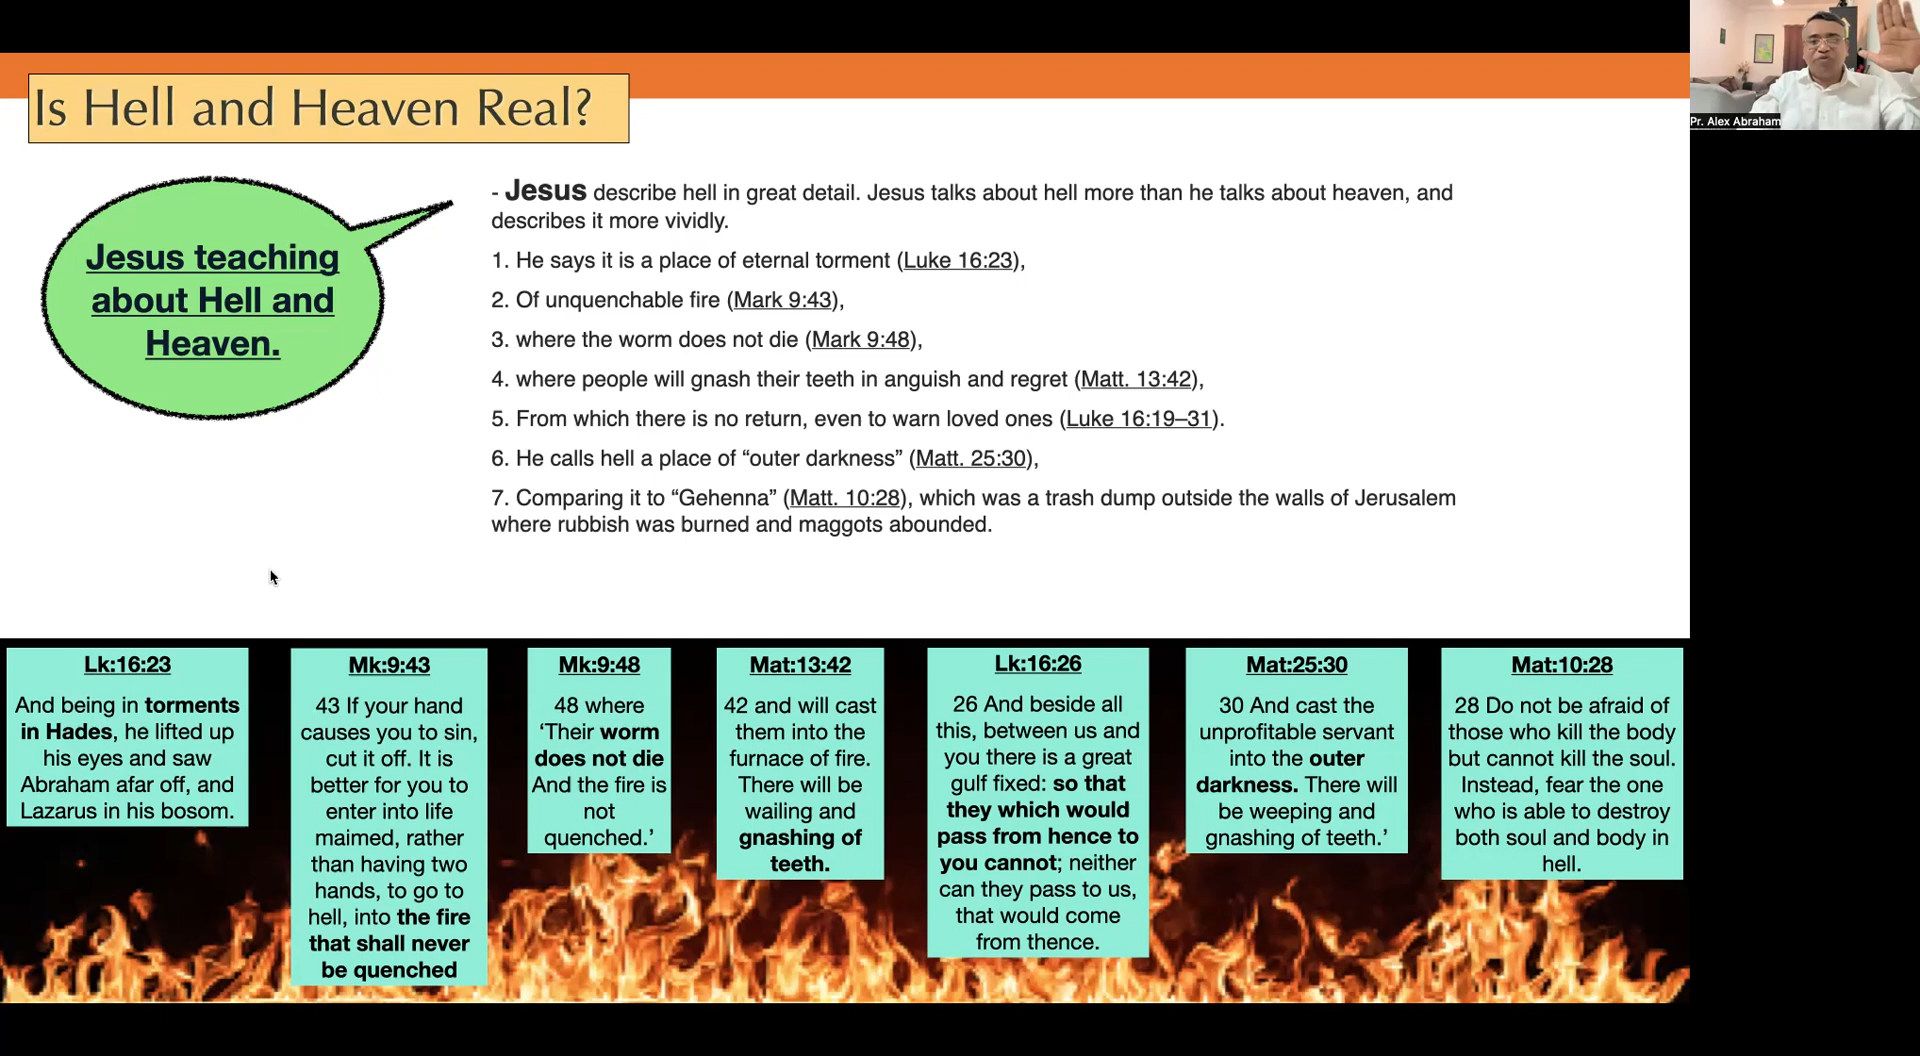 Is Hell and Heaven Real?
Pr. Alex Abraham
Jesus teaching
about Hell and
Heaven.
- Jesus describe hell in great detail. Jesus talks about hell more than he talks about heaven, and
describes it more vividly.
1. He says it is a place of eternal torment (Luke 16:23),
2. Of unquenchable fire (Mark 9:43),
3. where the worm does not die (Mark 9:48),
4. where people will gnash their teeth in anguish and regret (Matt. 13:42),
5. From which there is no return, even to warn loved ones (Luke 16:19–31).
6. He calls hell a place of “outer darkness” (Matt. 25:30),
7. Comparing it to “Gehenna” (Matt. 10:28), which was a trash dump outside the walls of Jerusalem
where rubbish was burned and maggots abounded.
Lk:16:23
And being in torments
in Hades, he lifted up
his eyes and saw
Abraham afar off, and
Lazarus in his bosom.
Mk:9:43
43 If your hand
causes you to sin,
cut it off. It is
better for you to
enter into life
maimed, rather
than having two
hands, to go to
hell, into the fire
that shall never
be quenched
Mk:9:48
48 where
‘Their worm
does not die
And the fire is
not
quenched.’
Mat:13:42
42 and will cast
them into the
furnace of fire.
There will be
wailing and
gnashing of
teeth.
Lk:16:26
26 And beside all
this, between us and
you there is a great
gulf fixed: so that
they which would
pass from hence to
you cannot; neither
can they pass to us,
that would come
from thence.
Mat:25:30
30 And cast the
unprofitable servant
into the outer
darkness. There will
be weeping and
gnashing of teeth.’
Mat:10:28
28 Do not be afraid of
those who kill the body
but cannot kill the soul.
Instead, fear the one
who is able to destroy
both soul and body in
hell.